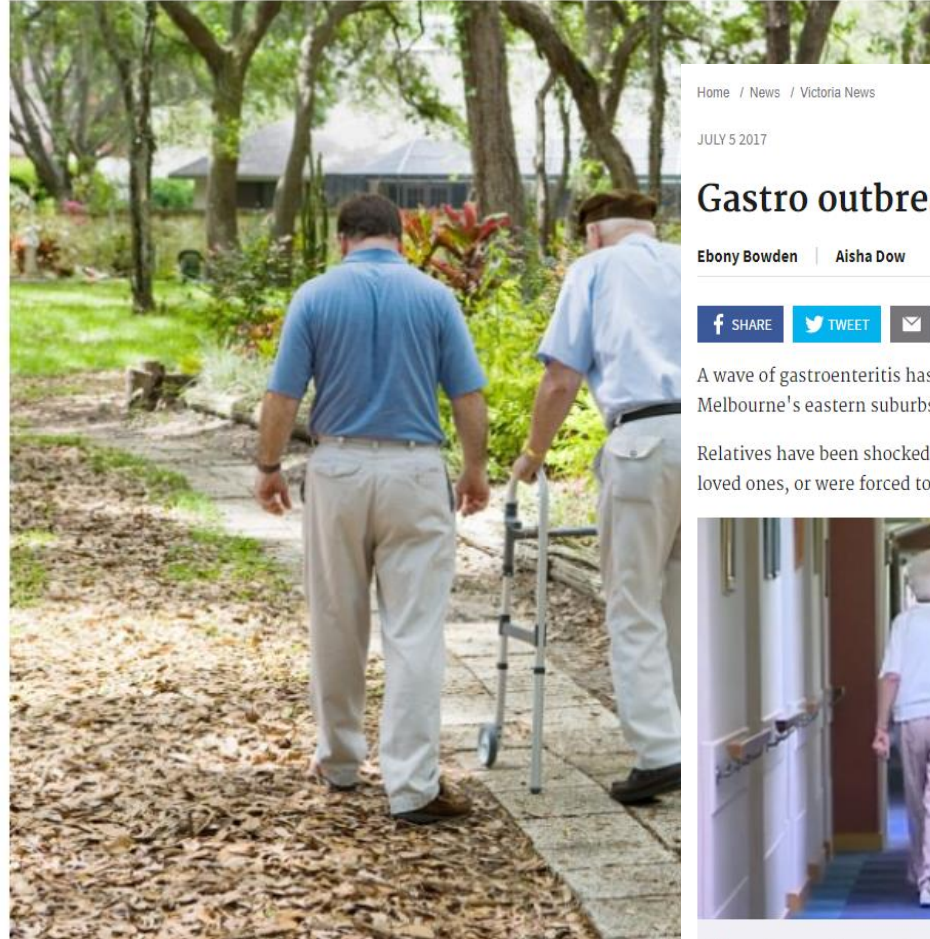 Home / News / Victoria News
JULY 5 2017
Gastro outbre
Ebony Bowden | Aisha Dow
SHARE TWEET
A wave of gastroenteritis has
Melbourne's eastern suburbs
Relatives have been shocked
loved ones, or were forced to